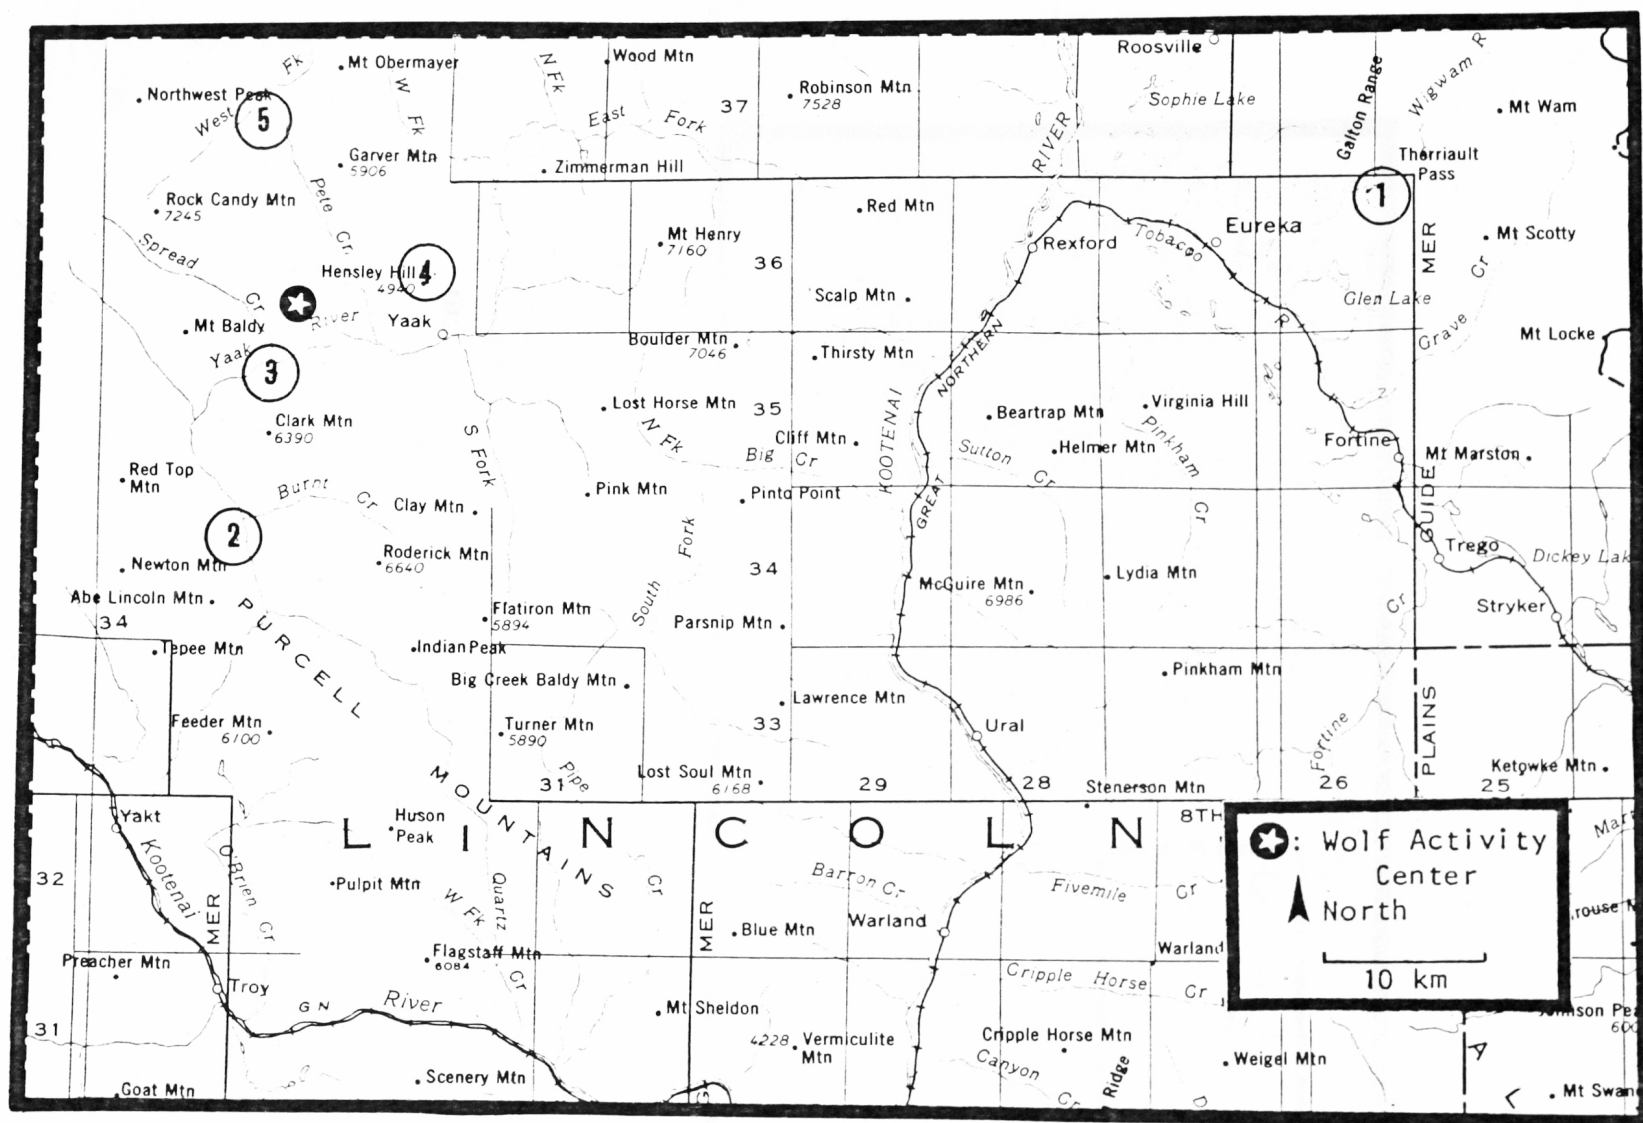 Roosville
Fk
Mt Obermayer
N Fk
Wood Mtn
Wigwam R
Northwest Peak
W Fk
Robinson Mtn
7528
Sophie Lake
Galton Range
Mt Wam
West
5
East Fork
37
RIVER
Garver Mtn
5906
Zimmerman Hill
Therriault
Pass
1
Rock Candy Mtn
7245
Pete Cr
Red Mtn
Mt Henry
7160
Eureka
Tobacco
Rexford
MER
Mt Scotty
Spread
Cr
Hensley Hill
4940
4
36
Scalp Mtn
Glen Lake
Cr
River
Yaak
R
Grave
Mt Baldy
Yaak
Boulder Mtn
7046
Thirsty Mtn
NORTHERN
Mt Locke
3
Clark Mtn
6390
Lost Horse Mtn
35
KOOTENAI
Beartrap Mtn
Virginia Hill
S Fork
N Fk
Cliff Mtn
Big Cr
Sutton
Cr
Helmer Mtn
Pinkham
Cr
Fortine
Mt Marston
Red Top
Mtn
Burnt Cr
Clay Mtn
Pink Mtn
Pinto Point
GREAT
GUIDE
2
Roderick Mtn
6640
South Fork
34
Trego
Dickey Lak
Newton Mtn
McGuire Mtn
6986
Lydia Mtn
Abe Lincoln Mtn
34
Flatiron Mtn
5894
Parsnip Mtn
Cr
Stryker
PURCELL
Tepee Mtn
Indian Peak
Pinkham Mtn
Big Creek Baldy Mtn
Lawrence Mtn
Feeder Mtn
6100
Turner Mtn
5890
33
Ural
Fortine
PLAINS
Pipe
Lost Soul Mtn
6168
Ketowke Mtn
MOUNTAINS
31
29
28
Stenerson Mtn
26
25
Yakt
Huson
Peak
LINCOLN
8TH
: Wolf Activity
Center
North
10 km
Kootenai
O'Brien Cr
32
Pulpit Mtn
W Fk
Quartz
Cr
Cr
Barron Cr
Fivemile Cr
MER
MER
Blue Mtn
Warland
Warland
Preacher Mtn
Flagstaff Mtn
6084
Cripple Horse Cr
Troy
GN
River
Mt Sheldon
31
4228
Vermiculite
Mtn
Cripple Horse Mtn
Canyon
Cr
Ridge
Weigel Mtn
Goat Mtn
Scenery Mtn
Mt Swan